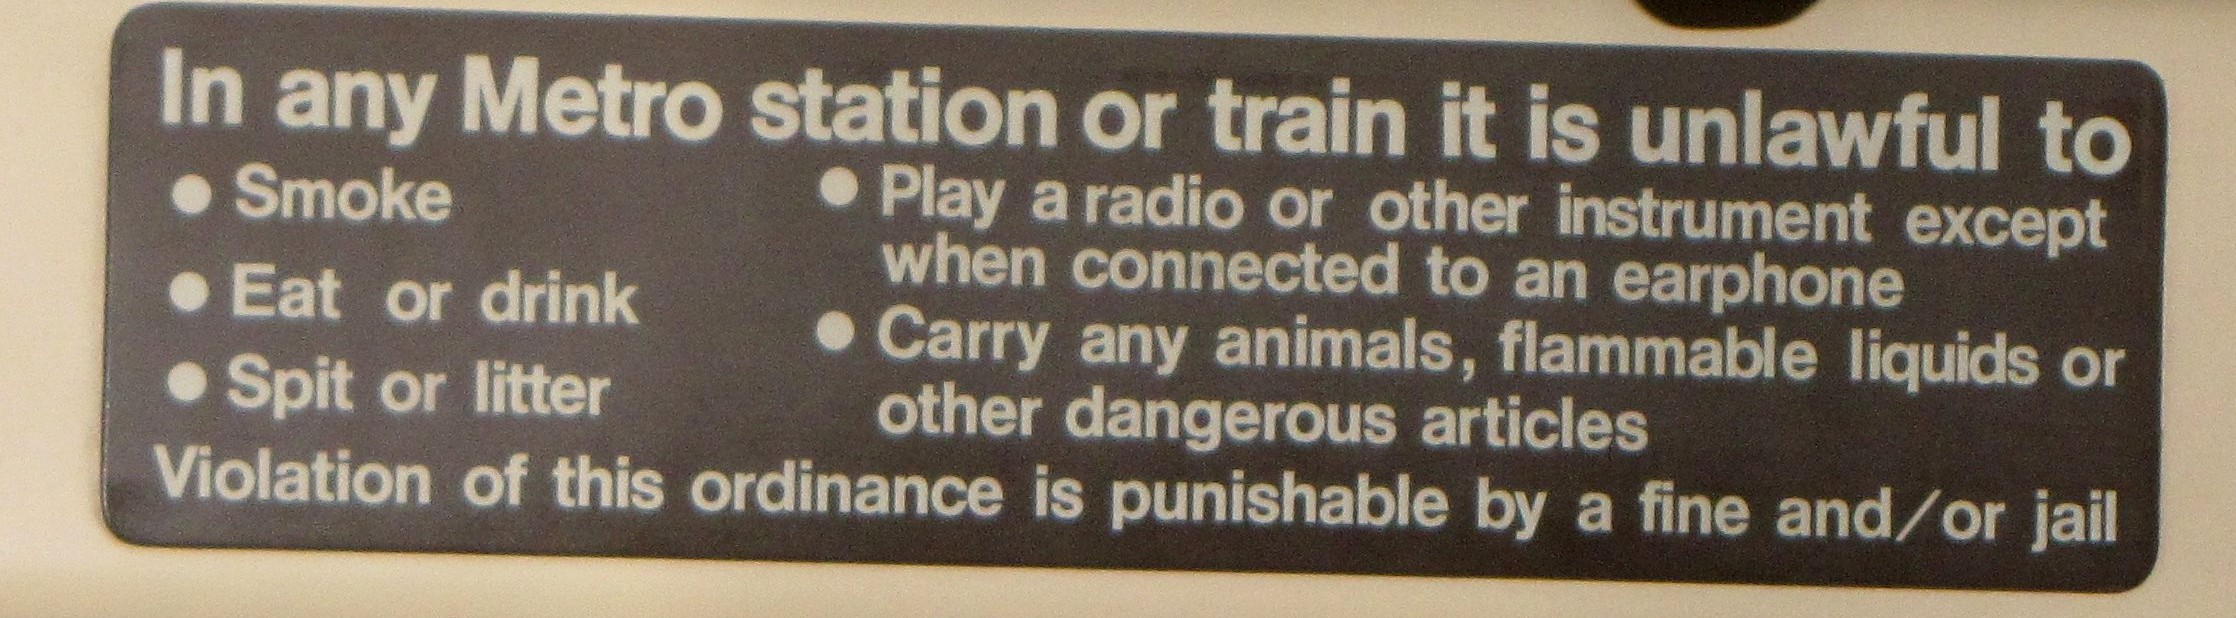 In any Metro station or train it is unlawful to
● Smoke
● Eat or drink
● Spit or litter
● Play a radio or other instrument except
when connected to an earphone
● Carry any animals, flammable liquids or
other dangerous articles
Violation of this ordinance is punishable by a fine and/or jail